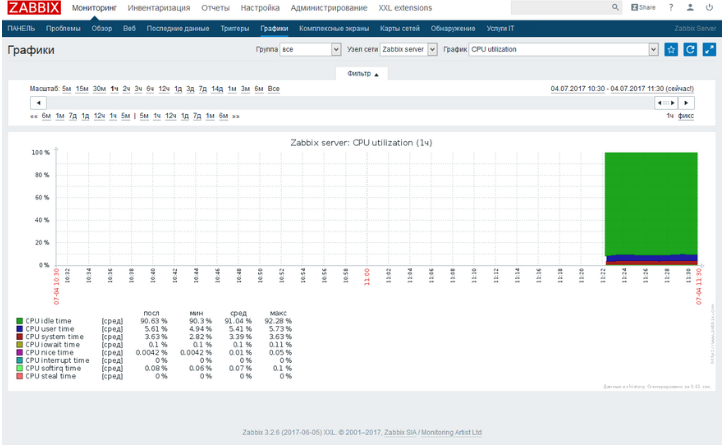 ZABBIX Мониторинг Инвентаризация Отчеты Настройка Администрирование XXL extensions Share ?
ПАНЕЛЬ Проблемы Обзор Веб Последние данные Триггеры Графики Комплексные экраны Карты сетей Обнаружение Услуги IT Zabbix Server
Графики Группа все Узел сети Zabbix server График CPU utilization
Фильтр ▲
Масштаб: 5м 15м 30м 1ч 2ч 3ч 6ч 12ч 1д 3д 7д 14д 1м 3м 6м Все 04.07.2017 10:30 - 04.07.2017 11:30 (сейчас!)
«« 6м 1м 7д 1д 12ч 1ч 5м | 5м 1ч 12ч 1д 7д 1м 6м »» 1ч фикс
Zabbix server: CPU utilization (1ч)
100 %
80 %
60 %
40 %
20 %
0 %
07-04 10:30 10:32 10:34 10:36 10:38 10:40 10:42 10:44 10:46 10:48 10:50 10:52 10:54 10:56 10:58 11:00 11:02 11:04 11:06 11:08 11:10 11:12 11:14 11:16 11:18 11:20 11:22 11:24 11:26 11:28 11:30 07-04 11:30
посл мин сред макс
CPU idle time [сред] 90.63 % 90.3 % 91.04 % 92.28 %
CPU user time [сред] 5.61 % 4.94 % 5.41 % 5.73 %
CPU system time [сред] 3.63 % 2.82 % 3.39 % 3.63 %
CPU iowait time [сред] 0.1 % 0.1 % 0.1 % 0.11 %
CPU nice time [сред] 0.0042 % 0.0042 % 0.01 % 0.05 %
CPU interrupt time [сред] 0 % 0 % 0 % 0 %
CPU softirq time [сред] 0.08 % 0.06 % 0.07 % 0.1 %
CPU steal time [сред] 0 % 0 % 0 % 0 %
http://www.zabbix.com
Zabbix 3.2.6 (2017-06-05) XXL. © 2001–2017, Zabbix SIA / Monitoring Artist Ltd